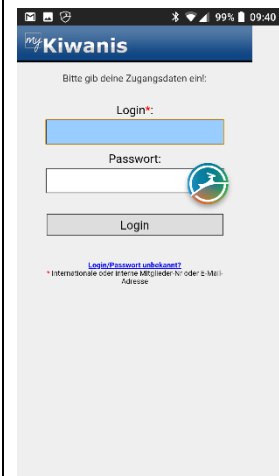 99% 09:40
myKiwanis
Bitte gib deine Zugangsdaten ein!:
Login*:
Passwort:
Login
Login/Passwort unbekannt?
* Internationale oder Interne Mitglieder-Nr oder E-Mail-
Adresse